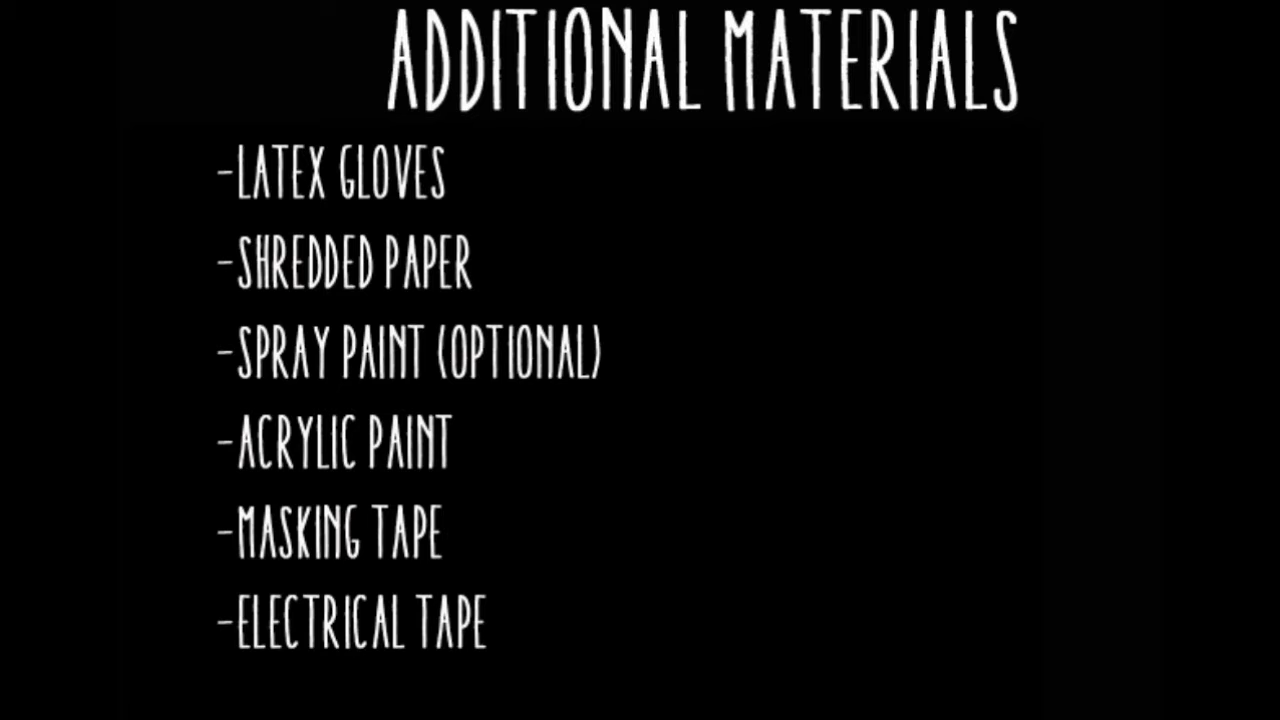 ADDITIONAL MATERIALS
-LATEX GLOVES
-SHREDDED PAPER
-SPRAY PAINT (OPTIONAL)
-ACRYLIC PAINT
-MASKING TAPE
-ELECTRICAL TAPE